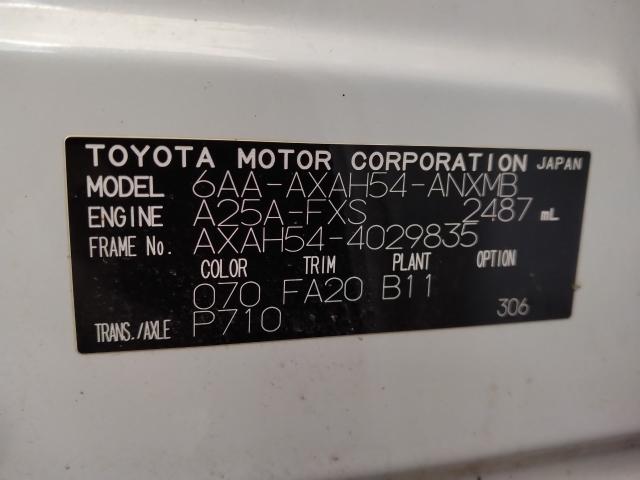 TOYOTA MOTOR CORPORATION JAPAN
MODEL 6AA-AXAH54-ANXMB
ENGINE A25A-FXS 2487 mL
FRAME No. AXAH54-4029835
COLOR TRIM PLANT OPTION
070 FA20 B11
TRANS./AXLE P710 306